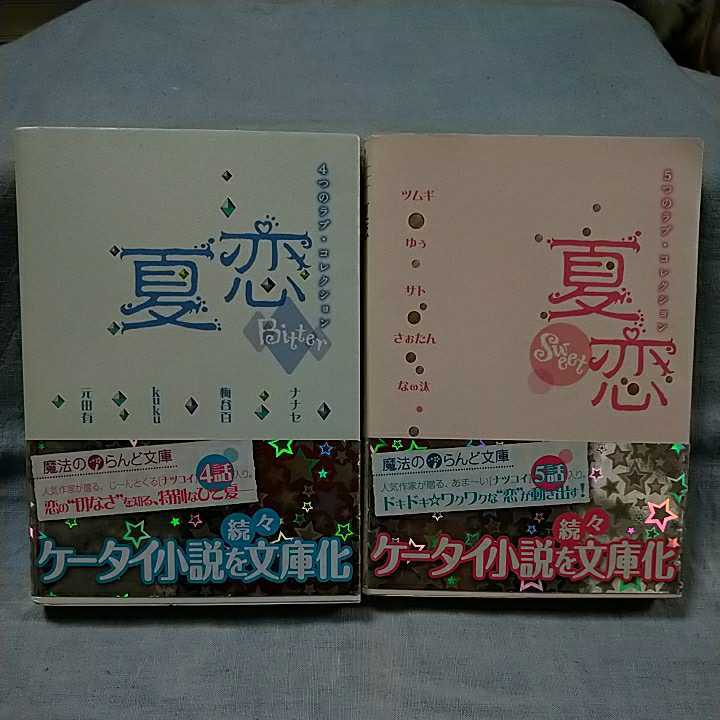 4つのラブ・コレクション
夏恋
Bitter
ナナセ
梅谷百
kuku
元田有
魔法のらんど文庫
人気作家が贈る、じーんとくる[ナツコイ]4話入り。
恋の“切なさ”を知る、特別なひと夏
続々
ケータイ小説を文庫化
5つのラブ・コレクション
夏恋
Sweet
ツムギ
ゆぅ
サト
さぉたん
なぉ汰
魔法のらんど文庫
人気作家が贈る、あまーい[ナツコイ]5話入り。
ドキドキ☆ワクワクな“恋”が動き出す!
続々
ケータイ小説を文庫化